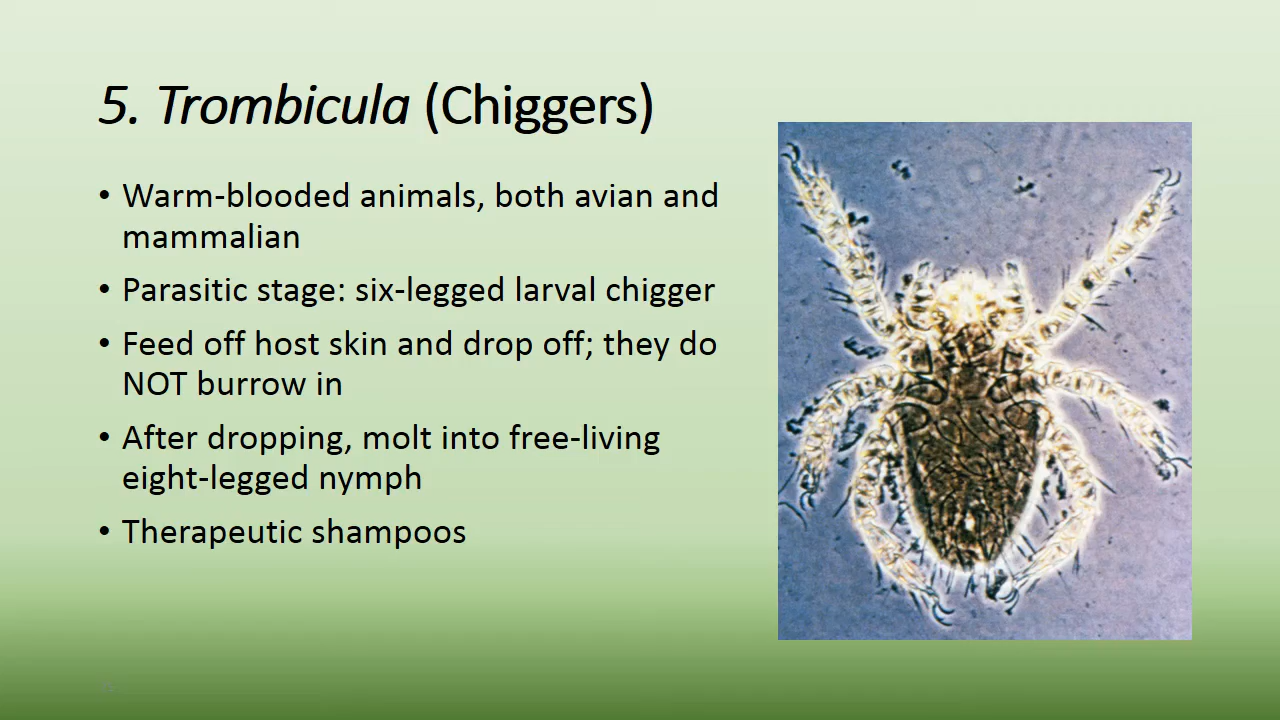 5. Trombicula (Chiggers)
• Warm-blooded animals, both avian and
mammalian
• Parasitic stage: six-legged larval chigger
• Feed off host skin and drop off; they do
NOT burrow in
• After dropping, molt into free-living
eight-legged nymph
• Therapeutic shampoos